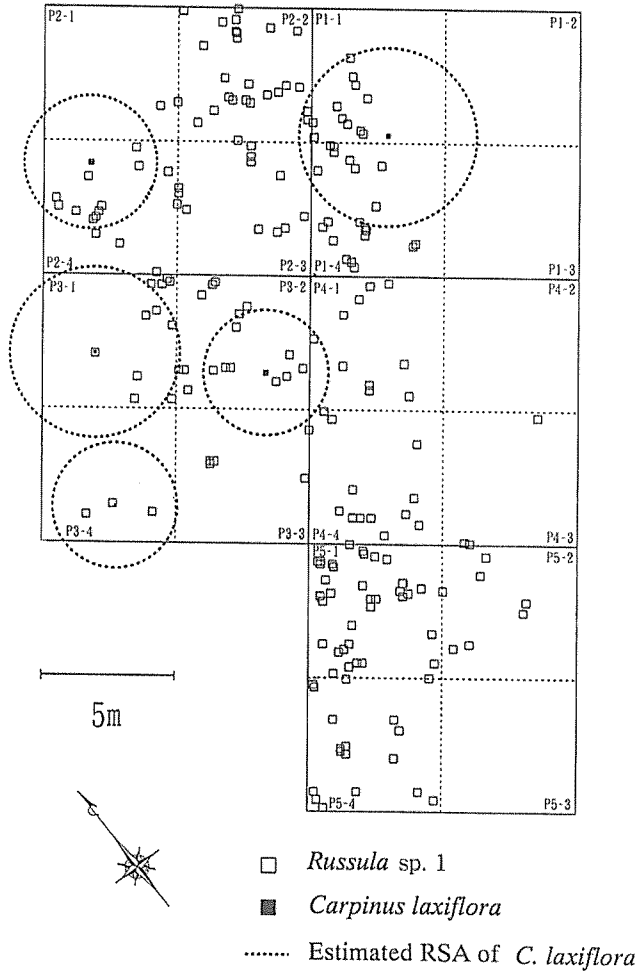 P2-1 P2-2 P1-1 P1-2
P2-4 P2-3 P1-4 P1-3
P3-1 P3-2 P4-1 P4-2
P3-4 P3-3 P4-4 P4-3
P5-1 P5-2
P5-4 P5-3
5m
Russula sp. 1
Carpinus laxiflora
Estimated RSA of C. laxiflora